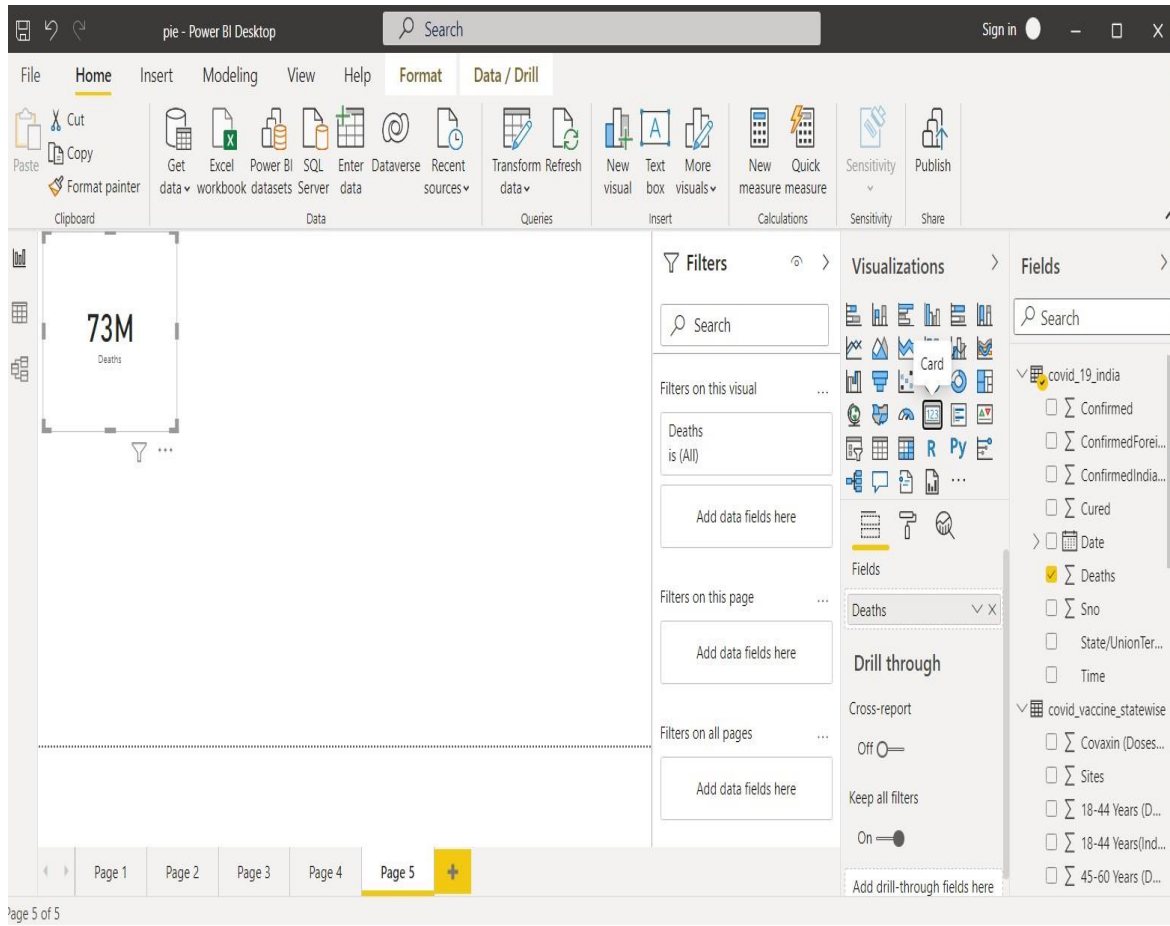 pie - Power BI Desktop
Search
Sign in
File Home Insert Modeling View Help Format Data / Drill
Paste
Cut
Copy
Format painter
Clipboard
Get data
Excel workbook
Power BI datasets
SQL Server
Enter data
Dataverse
Recent sources
Data
Transform data
Refresh
Queries
New visual
Text box
More visuals
Insert
New measure
Quick measure
Calculations
Sensitivity
Sensitivity
Publish
Share
73M
Deaths
Filters
Search
Filters on this visual ...
Deaths
is (All)
Add data fields here
Filters on this page ...
Add data fields here
Filters on all pages ...
Add data fields here
Visualizations
Card
123
R Py
...
Fields
Deaths
Drill through
Cross-report
Off
Keep all filters
On
Add drill-through fields here
Fields
Search
covid_19_india
∑ Confirmed
∑ ConfirmedForei...
∑ ConfirmedIndia...
∑ Cured
Date
∑ Deaths
∑ Sno
State/UnionTer...
Time
covid_vaccine_statewise
∑ Covaxin (Doses...
∑ Sites
∑ 18-44 Years (D...
∑ 18-44 Years(Ind...
∑ 45-60 Years (D...
Page 1 Page 2 Page 3 Page 4 Page 5 +
Page 5 of 5